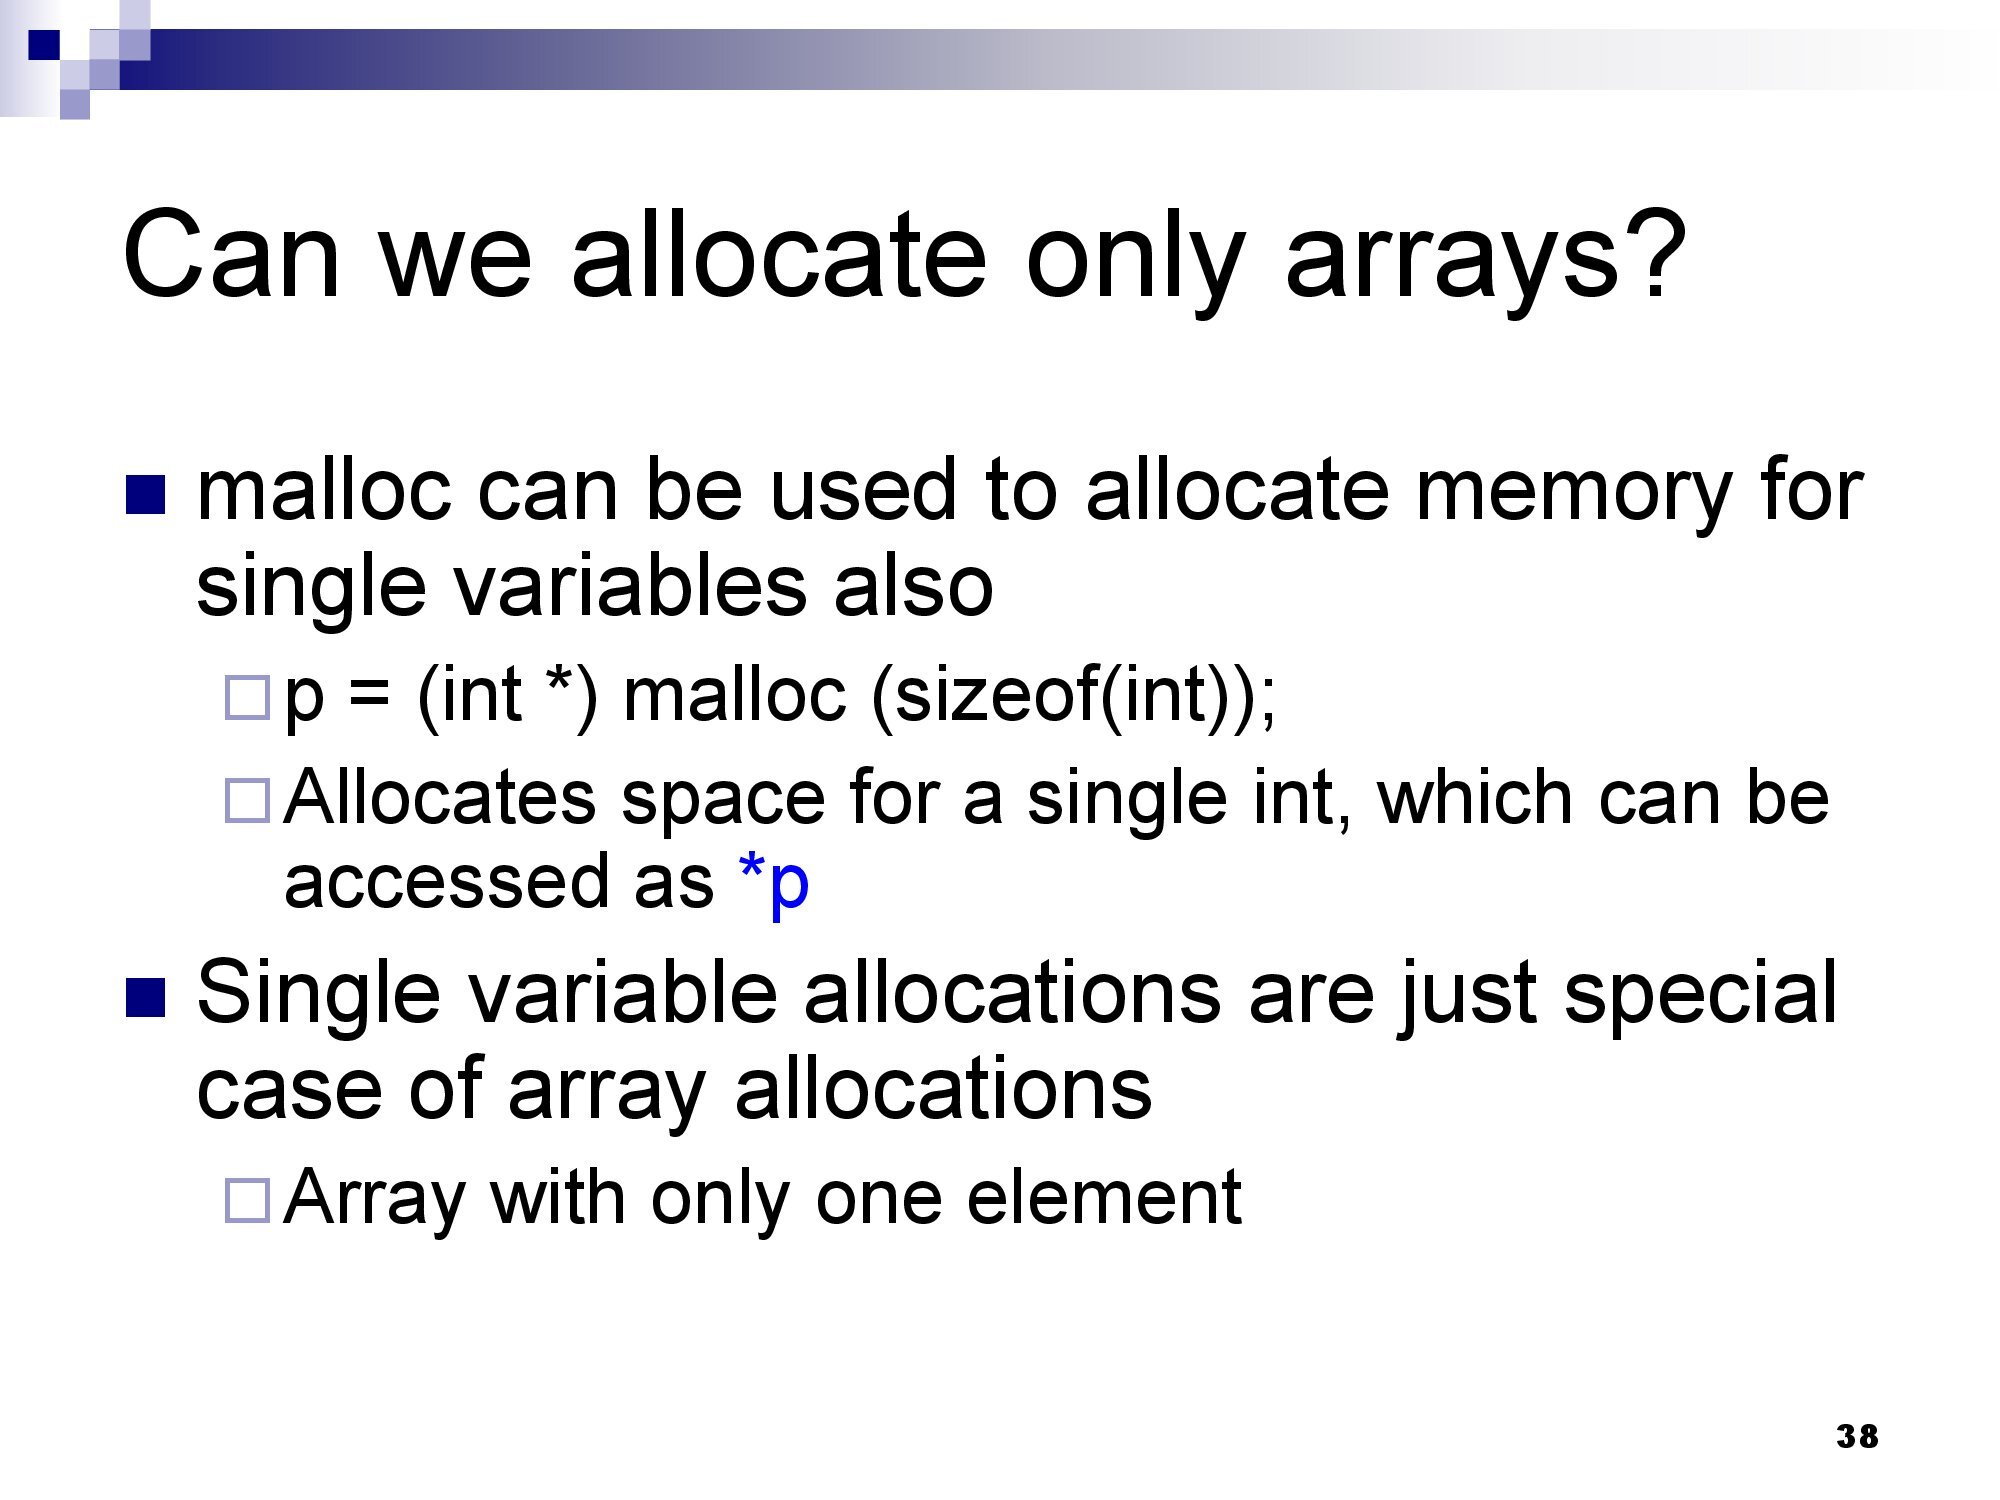 Can we allocate only arrays?
malloc can be used to allocate memory for
single variables also
p = (int *) malloc (sizeof(int));
Allocates space for a single int, which can be
accessed as *p
Single variable allocations are just special
case of array allocations
Array with only one element
38